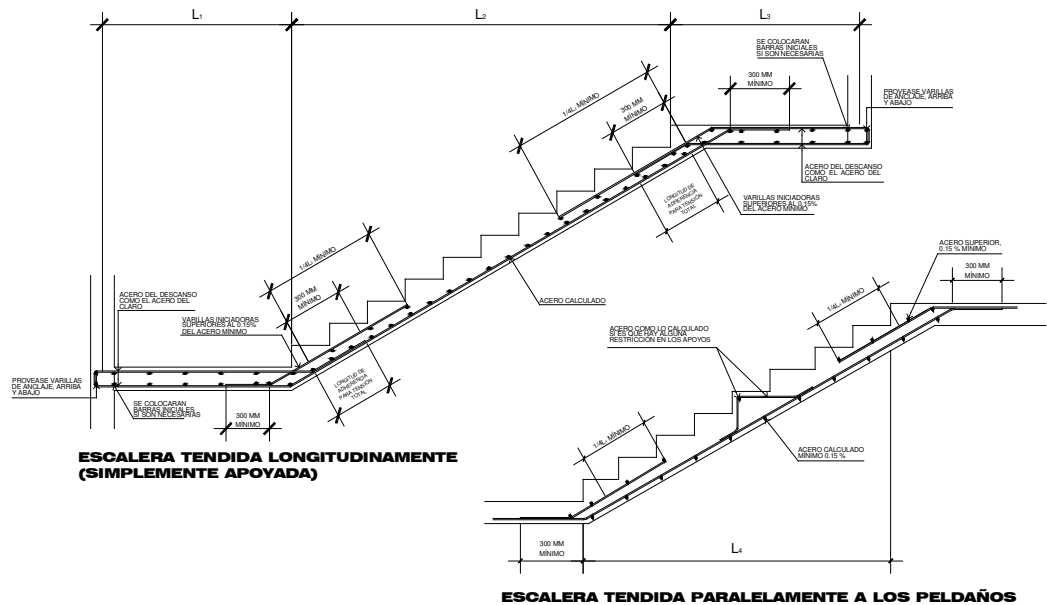 L1
L2
L3
SE COLOCARAN
BARRAS INICIALES
SI SON NECESARIAS
300 MM
MÍNIMO
PROVEASE VARILLAS
DE ANCLAJE, ARRIBA
Y ABAJO
1/4L2 MÍNIMO
300 MM
MÍNIMO
ACERO DEL DESCANSO
COMO EL ACERO DEL
CLARO
LONGITUD DE
ADHERENCIA
PARA TENSIÓN
TOTAL
VARILLAS INICIADORAS
SUPERIORES AL 0.15%
DEL ACERO MÍNIMO
1/4L2 MÍNIMO
300 MM
MÍNIMO
ACERO DEL DESCANSO
COMO EL ACERO DEL
CLARO
VARILLAS INICIADORAS
SUPERIORES AL 0.15%
DEL ACERO MÍNIMO
ACERO CALCULADO
PROVEASE VARILLAS
DE ANCLAJE, ARRIBA
Y ABAJO
SE COLOCARAN
BARRAS INICIALES
SI SON NECESARIAS
300 MM
MÍNIMO
LONGITUD DE
ADHERENCIA
PARA TENSIÓN
TOTAL
ESCALERA TENDIDA LONGITUDINAMENTE
(SIMPLEMENTE APOYADA)
ACERO SUPERIOR,
0.15 % MÍNIMO
300 MM
MÍNIMO
1/4L MÍNIMO
ACERO COMO LO CALCULADO
SI ES QUE HAY ALGUNA
RESTRICCIÓN EN LOS APOYOS
1/4L MÍNIMO
ACERO CALCULADO
MÍNIMO 0.15 %
300 MM
MÍNIMO
L4
ESCALERA TENDIDA PARALELAMENTE A LOS PELDAÑOS